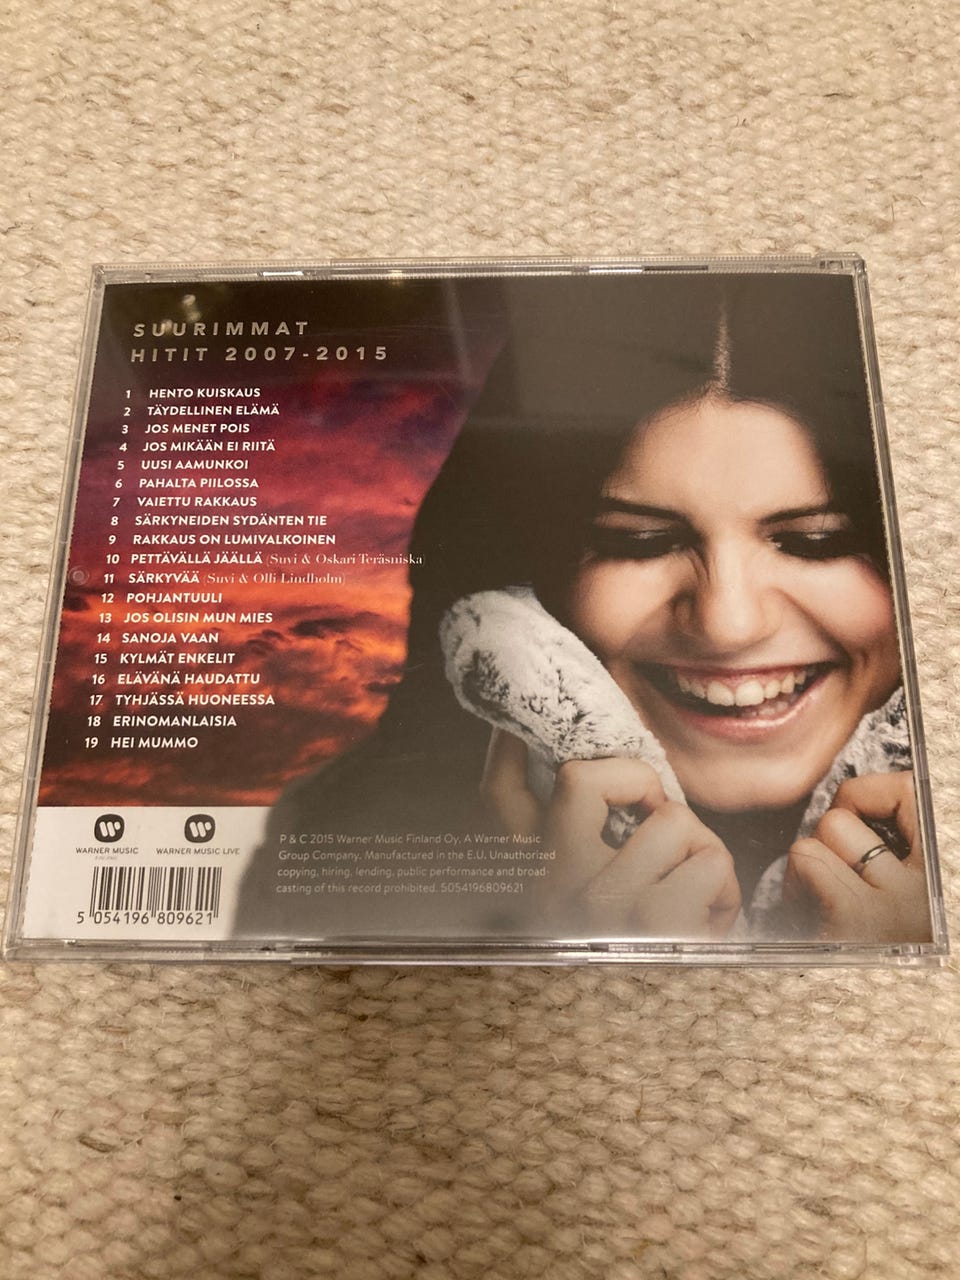 SUURIMMAT
HITIT 2007-2015
1 HENTO KUISKAUS
2 TÄYDELLINEN ELÄMÄ
3 JOS MENET POIS
4 JOS MIKÄÄN EI RIITÄ
5 UUSI AAMUNKOI
6 PAHALTA PIILOSSA
7 VAIETTU RAKKAUS
8 SÄRKYNEIDEN SYDÄNTEN TIE
9 RAKKAUS ON LUMIVALKOINEN
10 PETTÄVÄLLÄ JÄÄLLÄ (Suvi & Oskari Teräsniska)
11 SÄRKYVÄÄ (Suvi & Olli Lindholm)
12 POHJANTUULI
13 JOS OLISIN MUN MIES
14 SANOJA VAAN
15 KYLMÄT ENKELIT
16 ELÄVÄNÄ HAUDATTU
17 TYHJÄSSÄ HUONEESSA
18 ERINOMANLAISIA
19 HEI MUMMO
WARNER MUSIC WARNER MUSIC LIVE
5 054196 809621
P & C 2015 Warner Music Finland Oy, A Warner Music
Group Company. Manufactured in the E.U. Unauthorized
copying, hiring, lending, public performance and broad-
casting of this record prohibited. 5054196809621